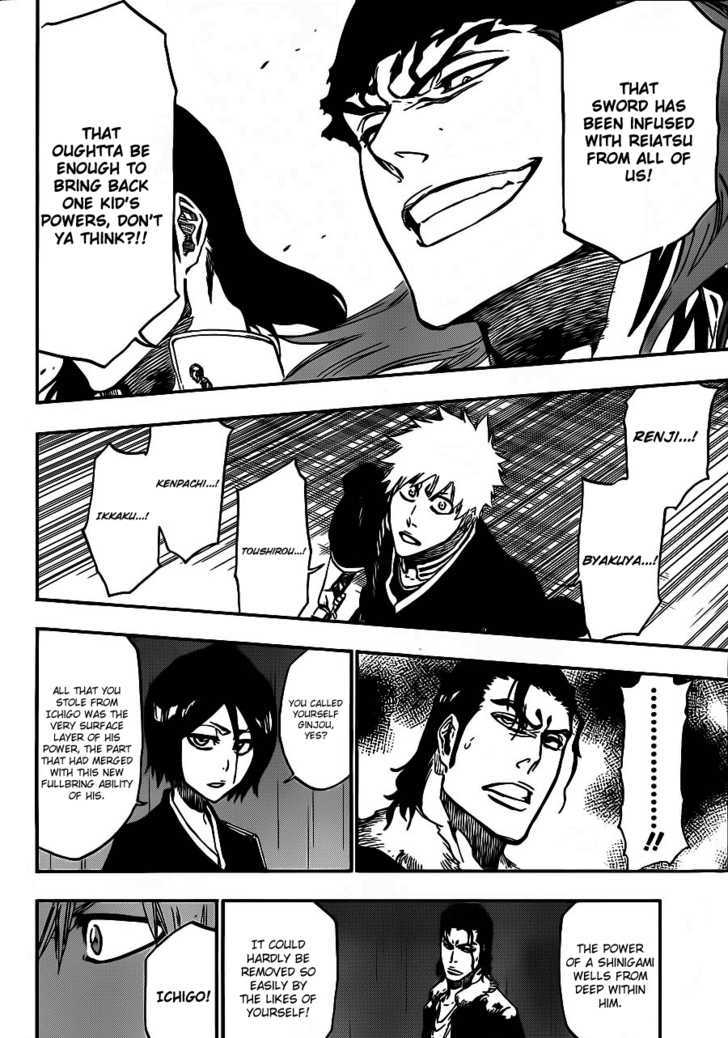 THAT
SWORD HAS
BEEN INFUSED
WITH REIATSU
FROM ALL OF
US!
THAT
OUGHTTA BE
ENOUGH TO
BRING BACK
ONE KID'S
POWERS, DON'T
YA THINK?!!
RENJI...!
BYAKUYA...!
TOUSHIROU...!
KENPACHI...!
IKKAKU...!
.......!!
YOU CALLED
YOURSELF
GINJOU,
YES?
ALL THAT YOU
STOLE FROM
ICHIGO WAS THE
VERY SURFACE
LAYER OF HIS
POWER, THE PART
THAT HAD MERGED
WITH THIS NEW
FULLBRING ABILITY
OF HIS.
THE POWER
OF A SHINIGAMI
WELLS FROM
DEEP WITHIN
HIM.
IT COULD
HARDLY BE
REMOVED SO
EASILY BY
THE LIKES OF
YOURSELF!
ICHIGO!